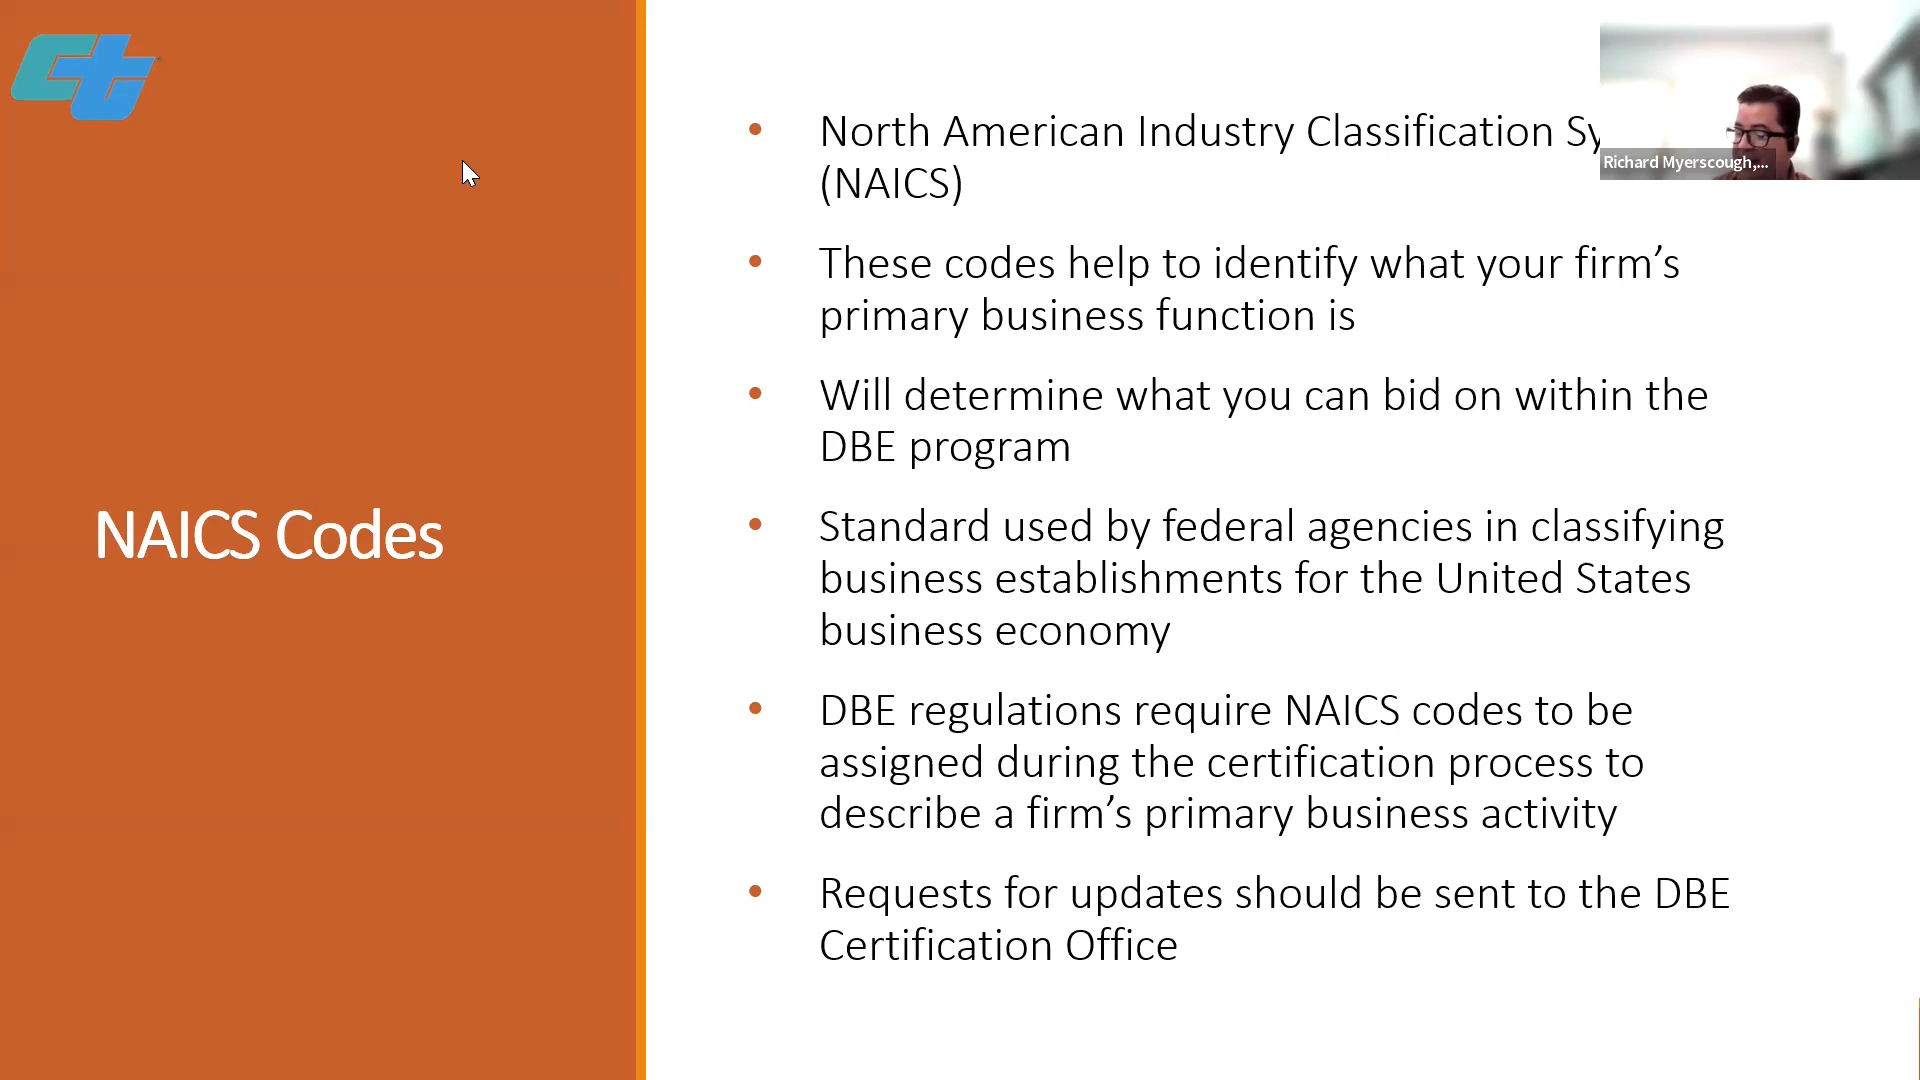 Ct
North American Industry Classification
(NAICS)
Richard Myerscough,...
These codes help to identify what your firm’s
primary business function is
Will determine what you can bid on within the
DBE program
Standard used by federal agencies in classifying
business establishments for the United States
business economy
NAICS Codes
DBE regulations require NAICS codes to be
assigned during the certification process to
describe a firm’s primary business activity
Requests for updates should be sent to the DBE
Certification Office